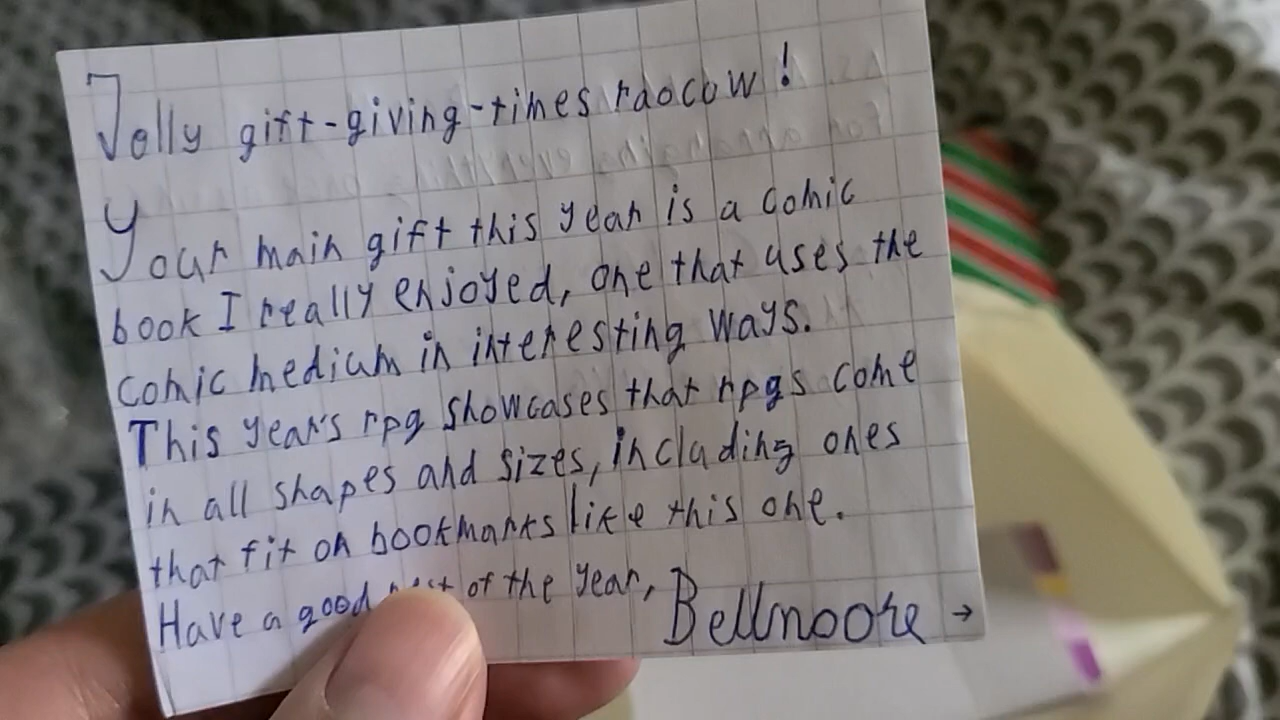 Jolly gift-giving-times raocow!
Your main gift this year is a comic
book I really enjoyed, one that uses the
comic medium in interesting ways.
This year's rpg showcases that rpgs come
in all shapes and sizes, including ones
that fit on bookmarks like this one.
Have a good rest of the year, Bellmoore →